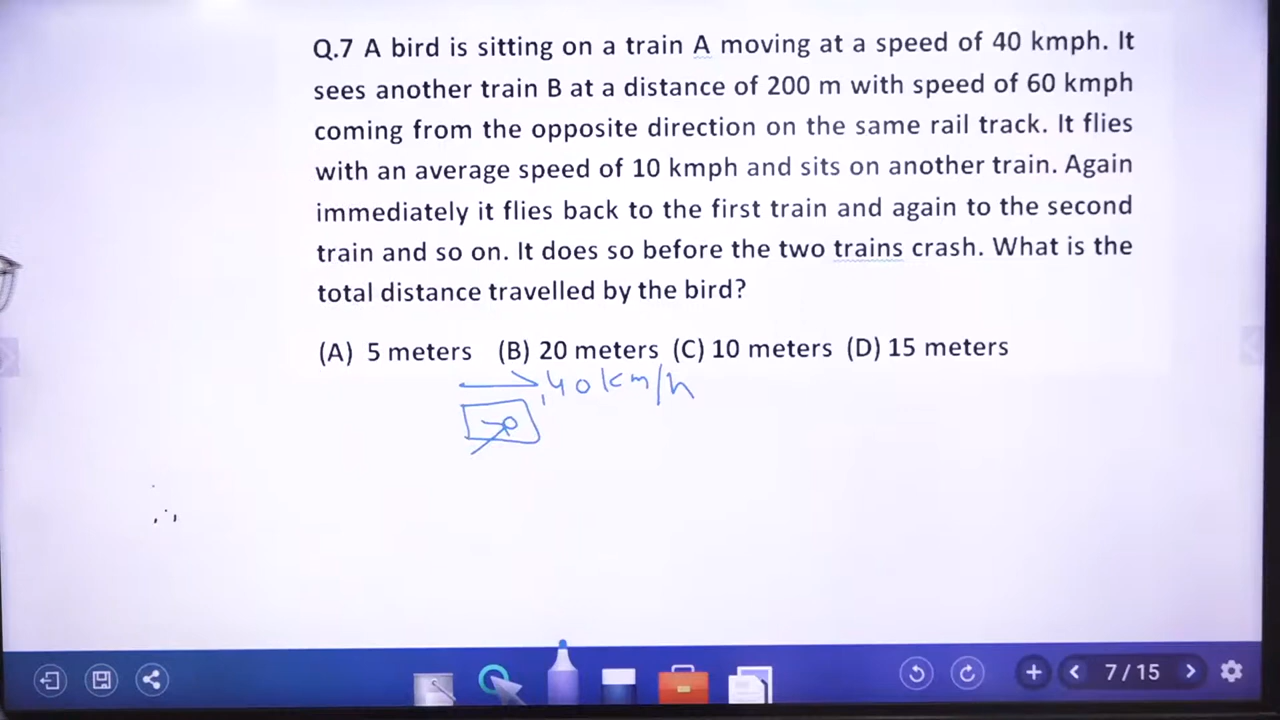 Q.7 A bird is sitting on a train A moving at a speed of 40 kmph. It
sees another train B at a distance of 200 m with speed of 60 kmph
coming from the opposite direction on the same rail track. It flies
with an average speed of 10 kmph and sits on another train. Again
immediately it flies back to the first train and again to the second
train and so on. It does so before the two trains crash. What is the
total distance travelled by the bird?
(A) 5 meters (B) 20 meters (C) 10 meters (D) 15 meters
40 km/h
7 / 15